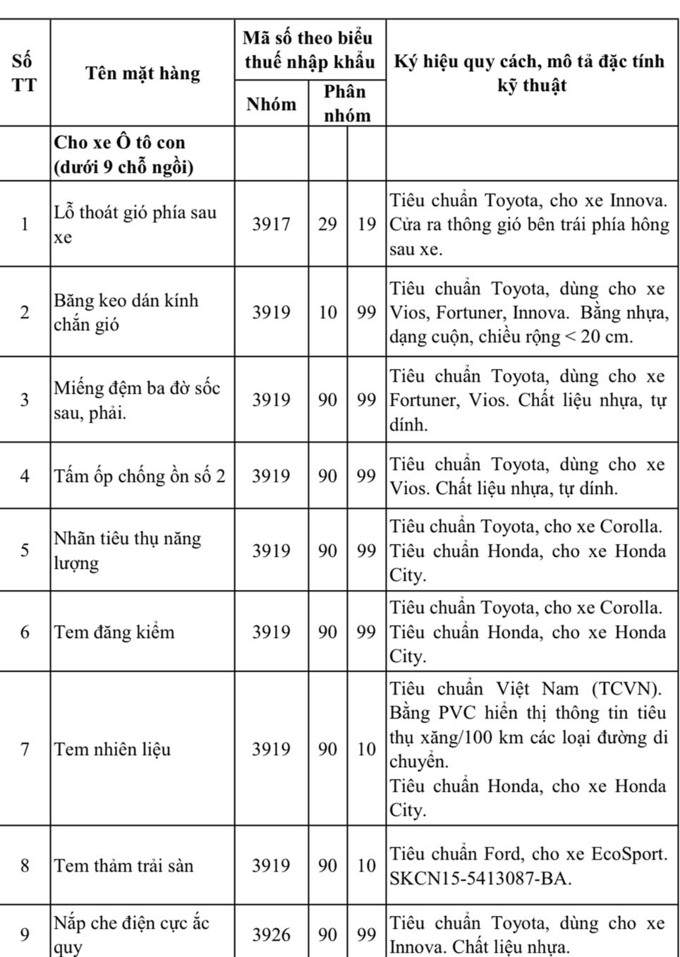 Số TT
Tên mặt hàng
Mã số theo biểu thuế nhập khẩu
Nhóm
Phân nhóm
Ký hiệu quy cách, mô tả đặc tính kỹ thuật
Cho xe Ô tô con
(dưới 9 chỗ ngồi)
1
Lỗ thoát gió phía sau
xe
3917 29 19
Tiêu chuẩn Toyota, cho xe Innova.
Cửa ra thông gió bên trái phía hông
sau xe.
2
Băng keo dán kính
chắn gió
3919 10 99
Tiêu chuẩn Toyota, dùng cho xe
Vios, Fortuner, Innova. Bằng nhựa,
dạng cuộn, chiều rộng < 20 cm.
3
Miếng đệm ba đờ sốc
sau, phải.
3919 90 99
Tiêu chuẩn Toyota, dùng cho xe
Fortuner, Vios. Chất liệu nhựa, tự
dính.
4
Tấm ốp chống ồn số 2
3919 90 99
Tiêu chuẩn Toyota, dùng cho xe
Vios. Chất liệu nhựa, tự dính.
5
Nhãn tiêu thụ năng
lượng
3919 90 99
Tiêu chuẩn Toyota, cho xe Corolla.
Tiêu chuẩn Honda, cho xe Honda
City.
6
Tem đăng kiểm
3919 90 99
Tiêu chuẩn Toyota, cho xe Corolla.
Tiêu chuẩn Honda, cho xe Honda
City.
7
Tem nhiên liệu
3919 90 10
Tiêu chuẩn Việt Nam (TCVN).
Bằng PVC hiển thị thông tin tiêu
thụ xăng/100 km các loại đường di
chuyển.
Tiêu chuẩn Honda, cho xe Honda
City.
8
Tem thảm trải sàn
3919 90 10
Tiêu chuẩn Ford, cho xe EcoSport.
SKCN15-5413087-BA.
9
Nắp che điện cực ắc
quy
3926 90 99
Tiêu chuẩn Toyota, dùng cho xe
Innova. Chất liệu nhựa.